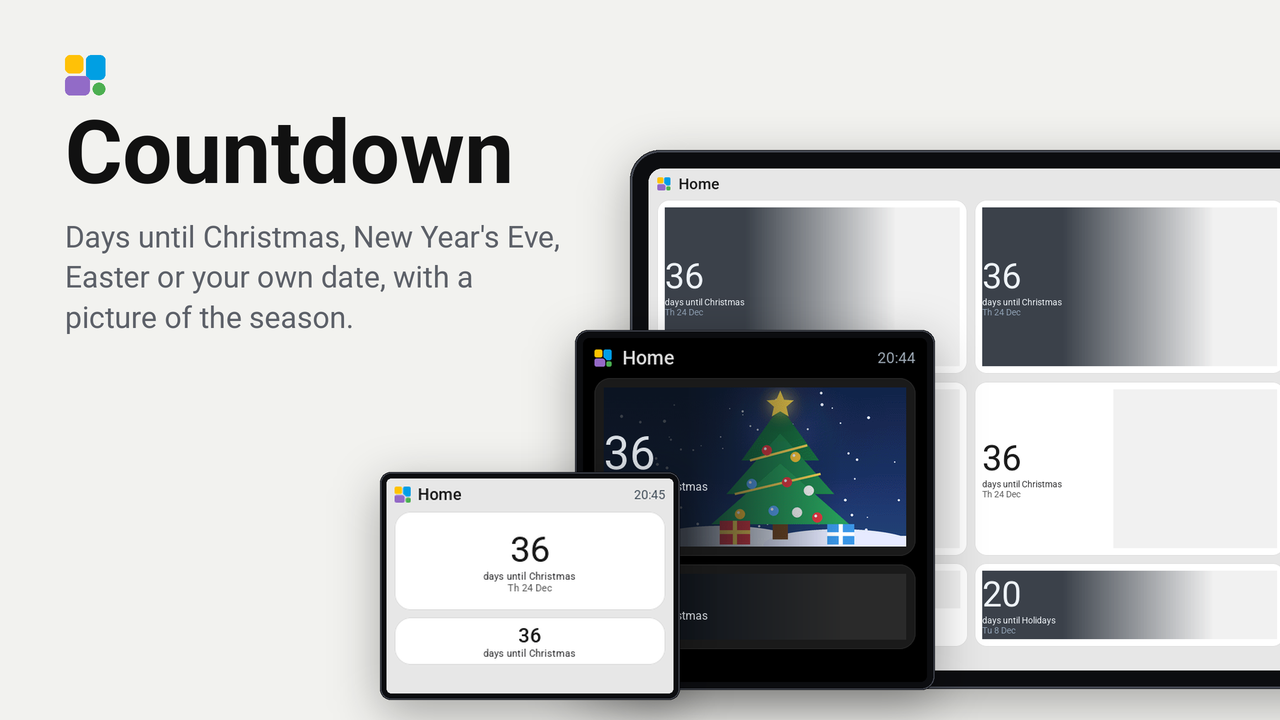 Countdown
Days until Christmas, New Year's Eve,
Easter or your own date, with a
picture of the season.
Home
36
days until Christmas
Th 24 Dec
36
days until Christmas
Th 24 Dec
36
days until Christmas
Th 24 Dec
20
days until Holidays
Tu 8 Dec
Home
20:44
36
Home
20:45
36
days until Christmas
Th 24 Dec
36
days until Christmas